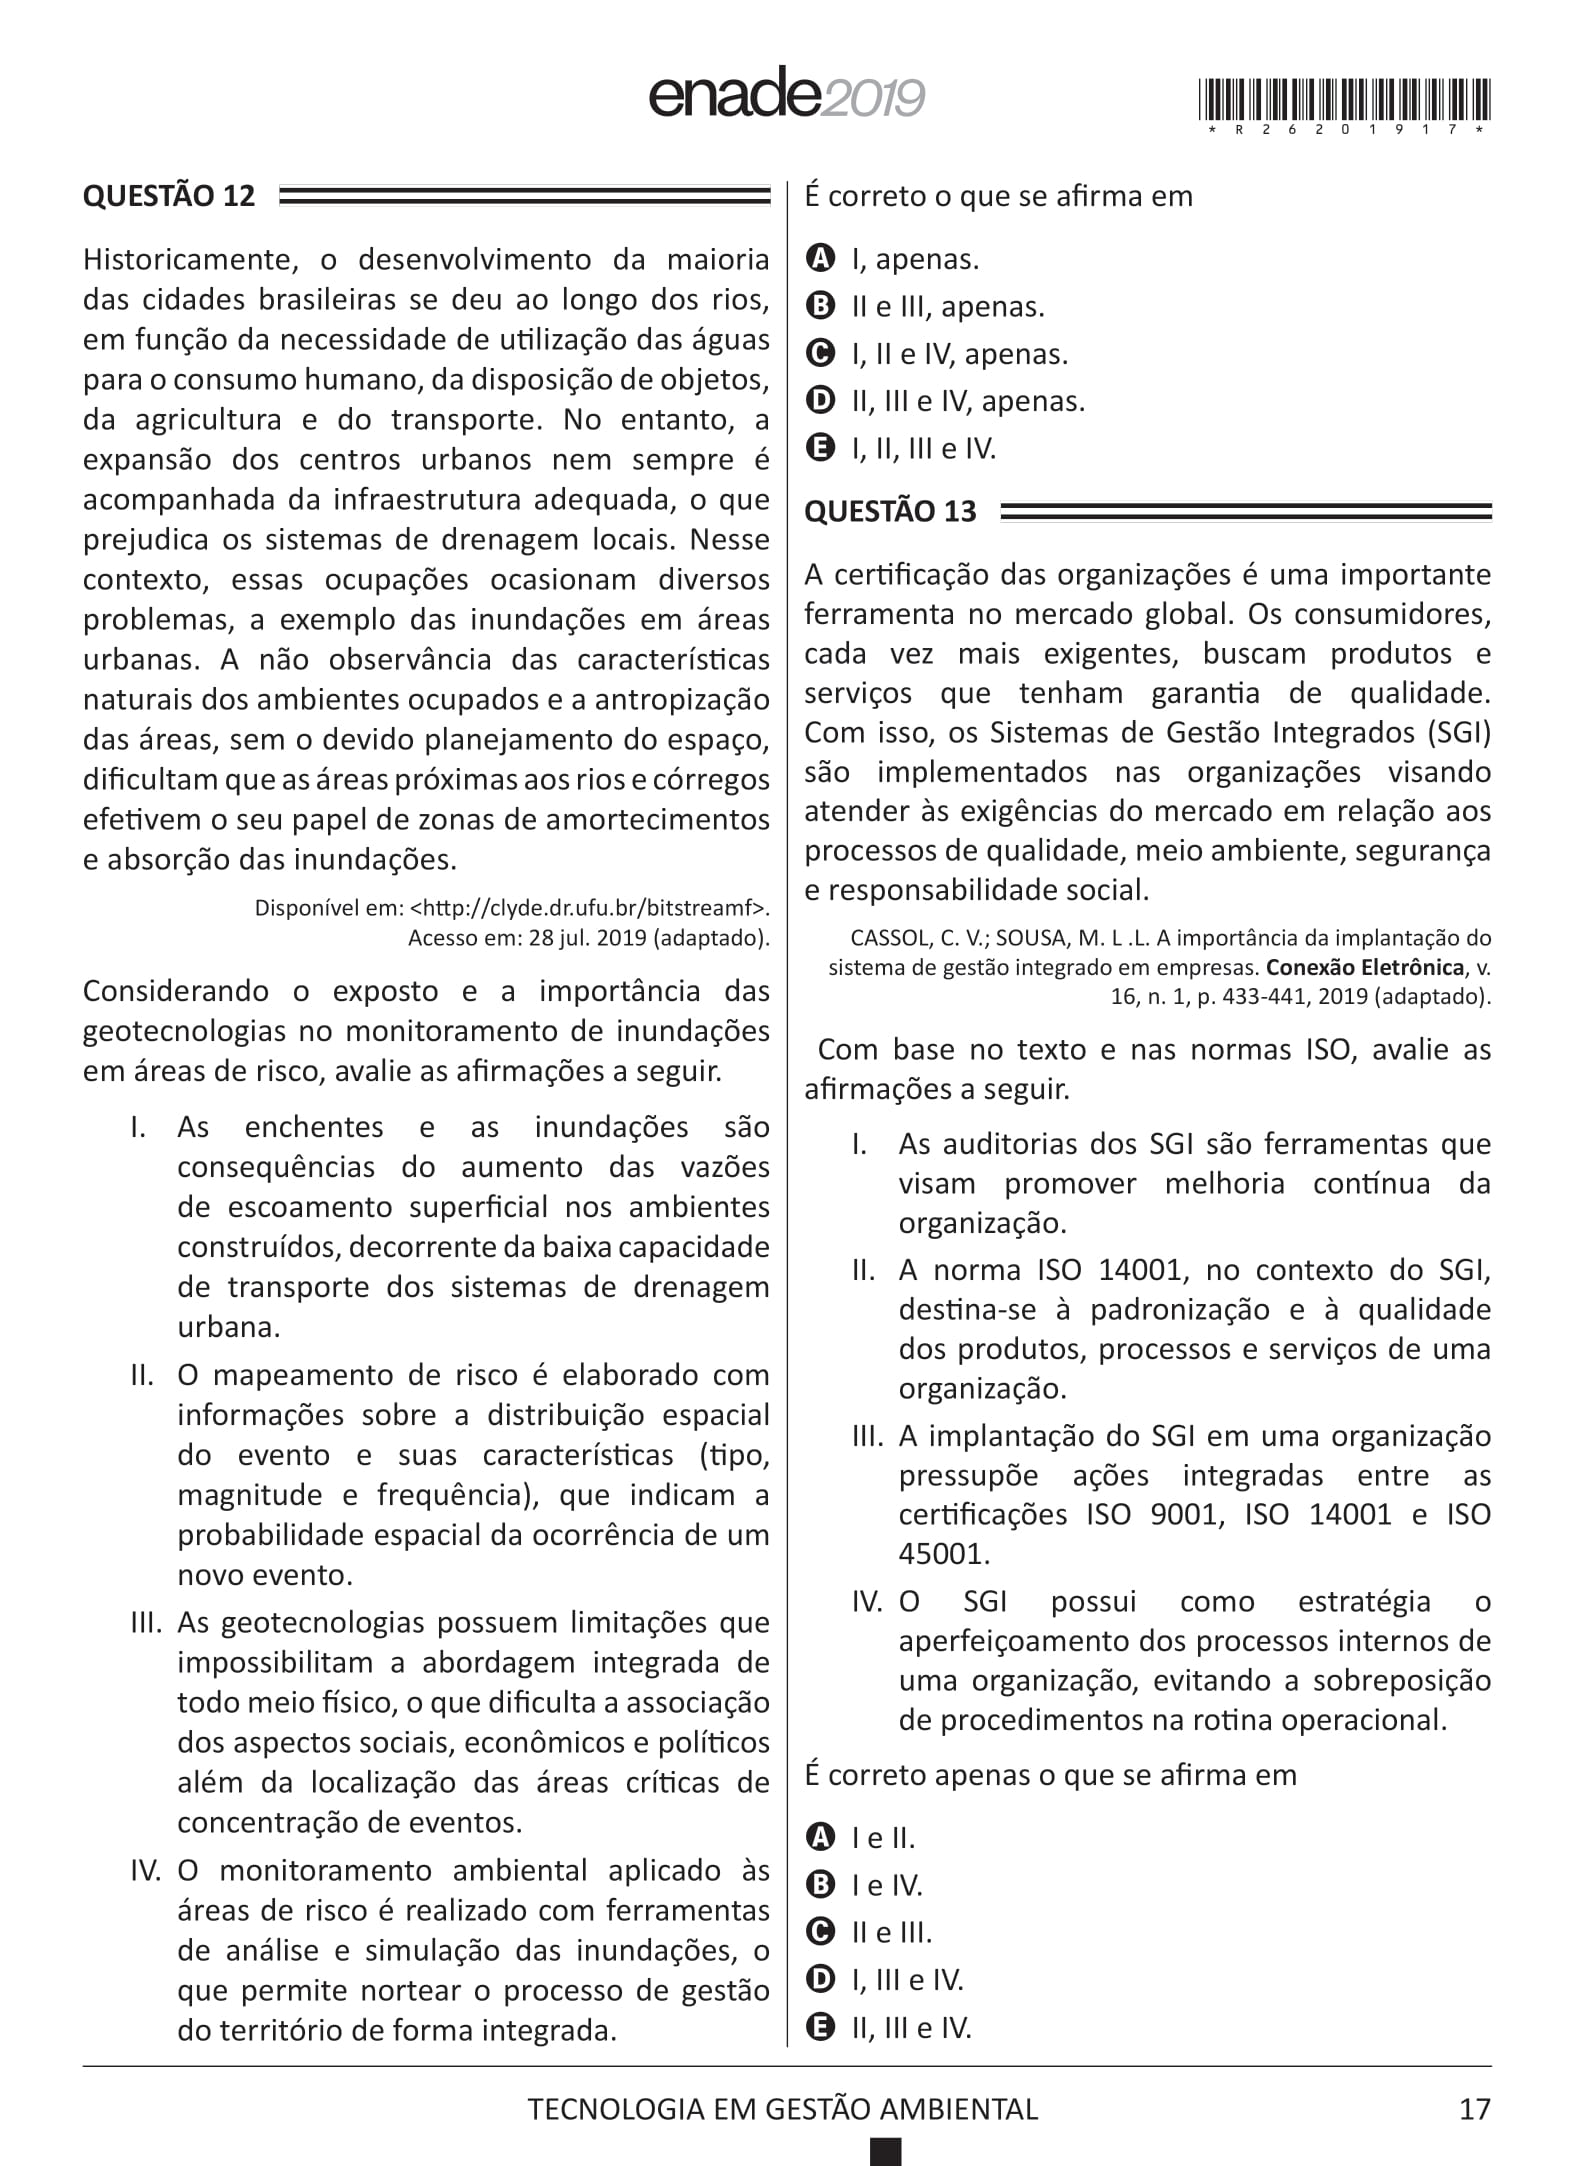 enade2019
*R26201917*
QUESTÃO 12
Historicamente, o desenvolvimento da maioria
das cidades brasileiras se deu ao longo dos rios,
em função da necessidade de utilização das águas
para o consumo humano, da disposição de objetos,
da agricultura e do transporte. No entanto, a
expansão dos centros urbanos nem sempre é
acompanhada da infraestrutura adequada, o que
prejudica os sistemas de drenagem locais. Nesse
contexto, essas ocupações ocasionam diversos
problemas, a exemplo das inundações em áreas
urbanas. A não observância das características
naturais dos ambientes ocupados e a antropização
das áreas, sem o devido planejamento do espaço,
dificultam que as áreas próximas aos rios e córregos
efetivem o seu papel de zonas de amortecimentos
e absorção das inundações.
Disponível em: <http://clyde.dr.ufu.br/bitstreamf>.
Acesso em: 28 jul. 2019 (adaptado).
Considerando o exposto e a importância das
geotecnologias no monitoramento de inundações
em áreas de risco, avalie as afirmações a seguir.
I. As enchentes e as inundações são
consequências do aumento das vazões
de escoamento superficial nos ambientes
construídos, decorrente da baixa capacidade
de transporte dos sistemas de drenagem
urbana.
II. O mapeamento de risco é elaborado com
informações sobre a distribuição espacial
do evento e suas características (tipo,
magnitude e frequência), que indicam a
probabilidade espacial da ocorrência de um
novo evento.
III. As geotecnologias possuem limitações que
impossibilitam a abordagem integrada de
todo meio físico, o que dificulta a associação
dos aspectos sociais, econômicos e políticos
além da localização das áreas críticas de
concentração de eventos.
IV. O monitoramento ambiental aplicado às
áreas de risco é realizado com ferramentas
de análise e simulação das inundações, o
que permite nortear o processo de gestão
do território de forma integrada.
É correto o que se afirma em
A I, apenas.
B II e III, apenas.
C I, II e IV, apenas.
D II, III e IV, apenas.
E I, II, III e IV.
QUESTÃO 13
A certificação das organizações é uma importante
ferramenta no mercado global. Os consumidores,
cada vez mais exigentes, buscam produtos e
serviços que tenham garantia de qualidade.
Com isso, os Sistemas de Gestão Integrados (SGI)
são implementados nas organizações visando
atender às exigências do mercado em relação aos
processos de qualidade, meio ambiente, segurança
e responsabilidade social.
CASSOL, C. V.; SOUSA, M. L .L. A importância da implantação do
sistema de gestão integrado em empresas. Conexão Eletrônica, v.
16, n. 1, p. 433-441, 2019 (adaptado).
Com base no texto e nas normas ISO, avalie as
afirmações a seguir.
I. As auditorias dos SGI são ferramentas que
visam promover melhoria contínua da
organização.
II. A norma ISO 14001, no contexto do SGI,
destina-se à padronização e à qualidade
dos produtos, processos e serviços de uma
organização.
III. A implantação do SGI em uma organização
pressupõe ações integradas entre as
certificações ISO 9001, ISO 14001 e ISO
45001.
IV. O SGI possui como estratégia o
aperfeiçoamento dos processos internos de
uma organização, evitando a sobreposição
de procedimentos na rotina operacional.
É correto apenas o que se afirma em
A I e II.
B I e IV.
C II e III.
D I, III e IV.
E II, III e IV.
TECNOLOGIA EM GESTÃO AMBIENTAL
17